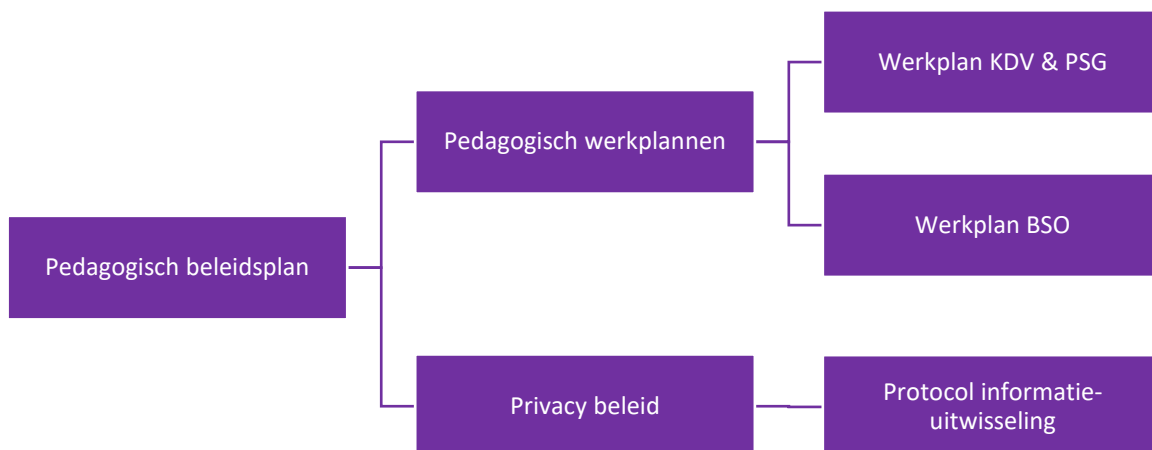 Pedagogisch beleidsplan
Pedagogisch werkplannen
Werkplan KDV & PSG
Werkplan BSO
Privacy beleid
Protocol informatie-
uitwisseling